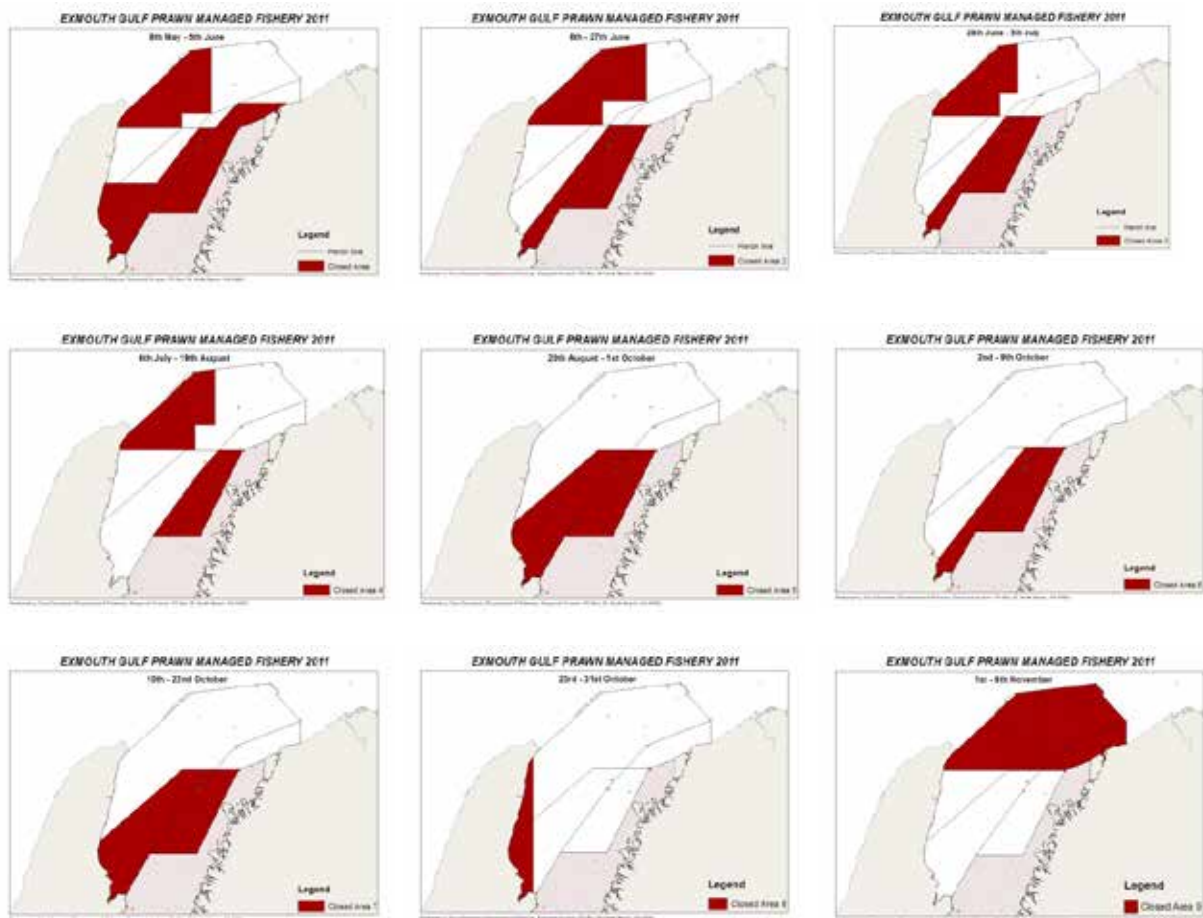 EXMOUTH GULF PRAWN MANAGED FISHERY 2011
8th May - 5th June
Legend
Closed Area
EXMOUTH GULF PRAWN MANAGED FISHERY 2011
6th - 27th June
Legend
Closed Area 2
EXMOUTH GULF PRAWN MANAGED FISHERY 2011
28th June - 5th July
Legend
Closed Area 3
EXMOUTH GULF PRAWN MANAGED FISHERY 2011
6th July - 19th August
Legend
Closed Area 4
EXMOUTH GULF PRAWN MANAGED FISHERY 2011
20th August - 1st October
Legend
Closed Area 5
EXMOUTH GULF PRAWN MANAGED FISHERY 2011
2nd - 9th October
Legend
Closed Area 6
EXMOUTH GULF PRAWN MANAGED FISHERY 2011
10th - 22nd October
Legend
Closed Area 7
EXMOUTH GULF PRAWN MANAGED FISHERY 2011
23rd - 31st October
Legend
Closed Area 8
EXMOUTH GULF PRAWN MANAGED FISHERY 2011
1st - 9th November
Legend
Closed Area 9